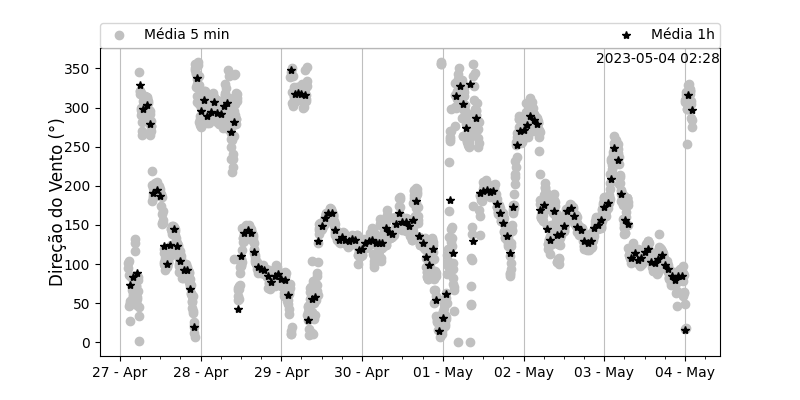 Média 5 min
Média 1h
2023-05-04 02:28
Direção do Vento (°)
350
300
250
200
150
100
50
0
27 - Apr
28 - Apr
29 - Apr
30 - Apr
01 - May
02 - May
03 - May
04 - May